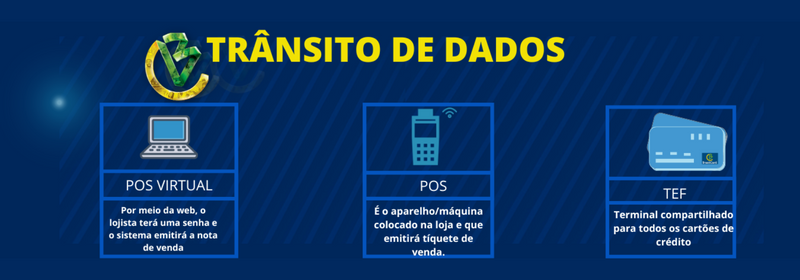 TRÂNSITO DE DADOS
POS VIRTUAL
Por meio da web, o
lojista terá uma senha e
o sistema emitirá a nota
de venda
POS
É o aparelho/máquina
colocado na loja e que
emitirá tíquete de
venda.
TEF
Terminal compartilhado
para todos os cartões de
crédito